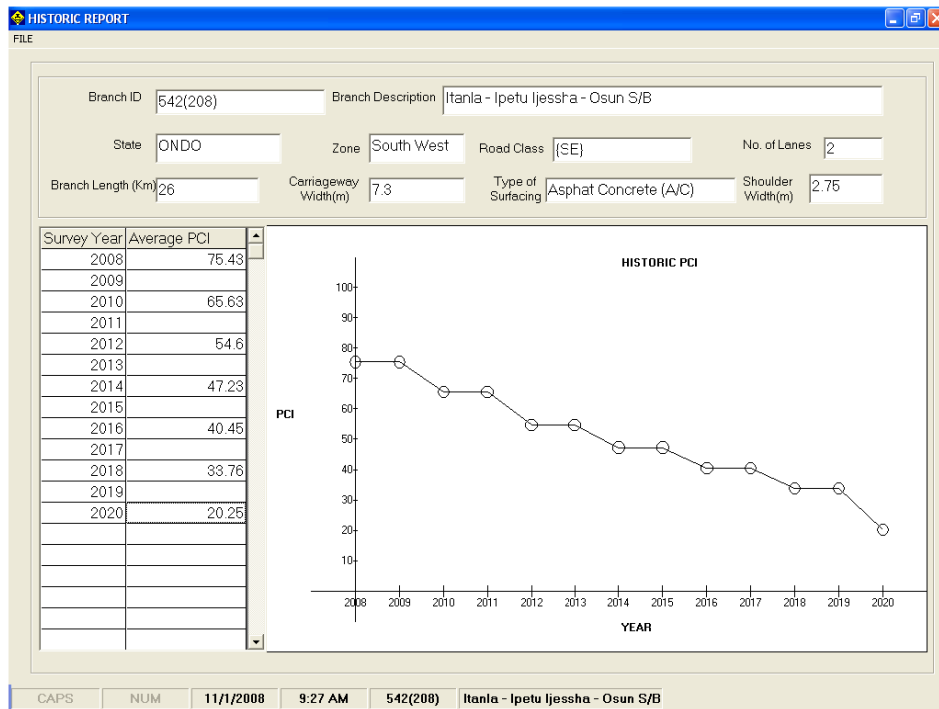 HISTORIC REPORT
FILE
Branch ID 542(208) Branch Description Itanla - Ipetu Ijessha - Osun S/B
State ONDO Zone South West Road Class {SE} No. of Lanes 2
Branch Length (Km) 26 Carriageway Width(m) 7.3 Type of Surfacing Asphat Concrete (A/C) Shoulder Width(m) 2.75
Survey Year Average PCI
2008 75.43
2009
2010 65.63
2011
2012 54.6
2013
2014 47.23
2015
2016 40.45
2017
2018 33.76
2019
2020 20.25
HISTORIC PCI
100
90
80
70
60
50
40
30
20
10
PCI
2008 2009 2010 2011 2012 2013 2014 2015 2016 2017 2018 2019 2020
YEAR
CAPS NUM 11/1/2008 9:27 AM 542(208) Itanla - Ipetu Ijessha - Osun S/B